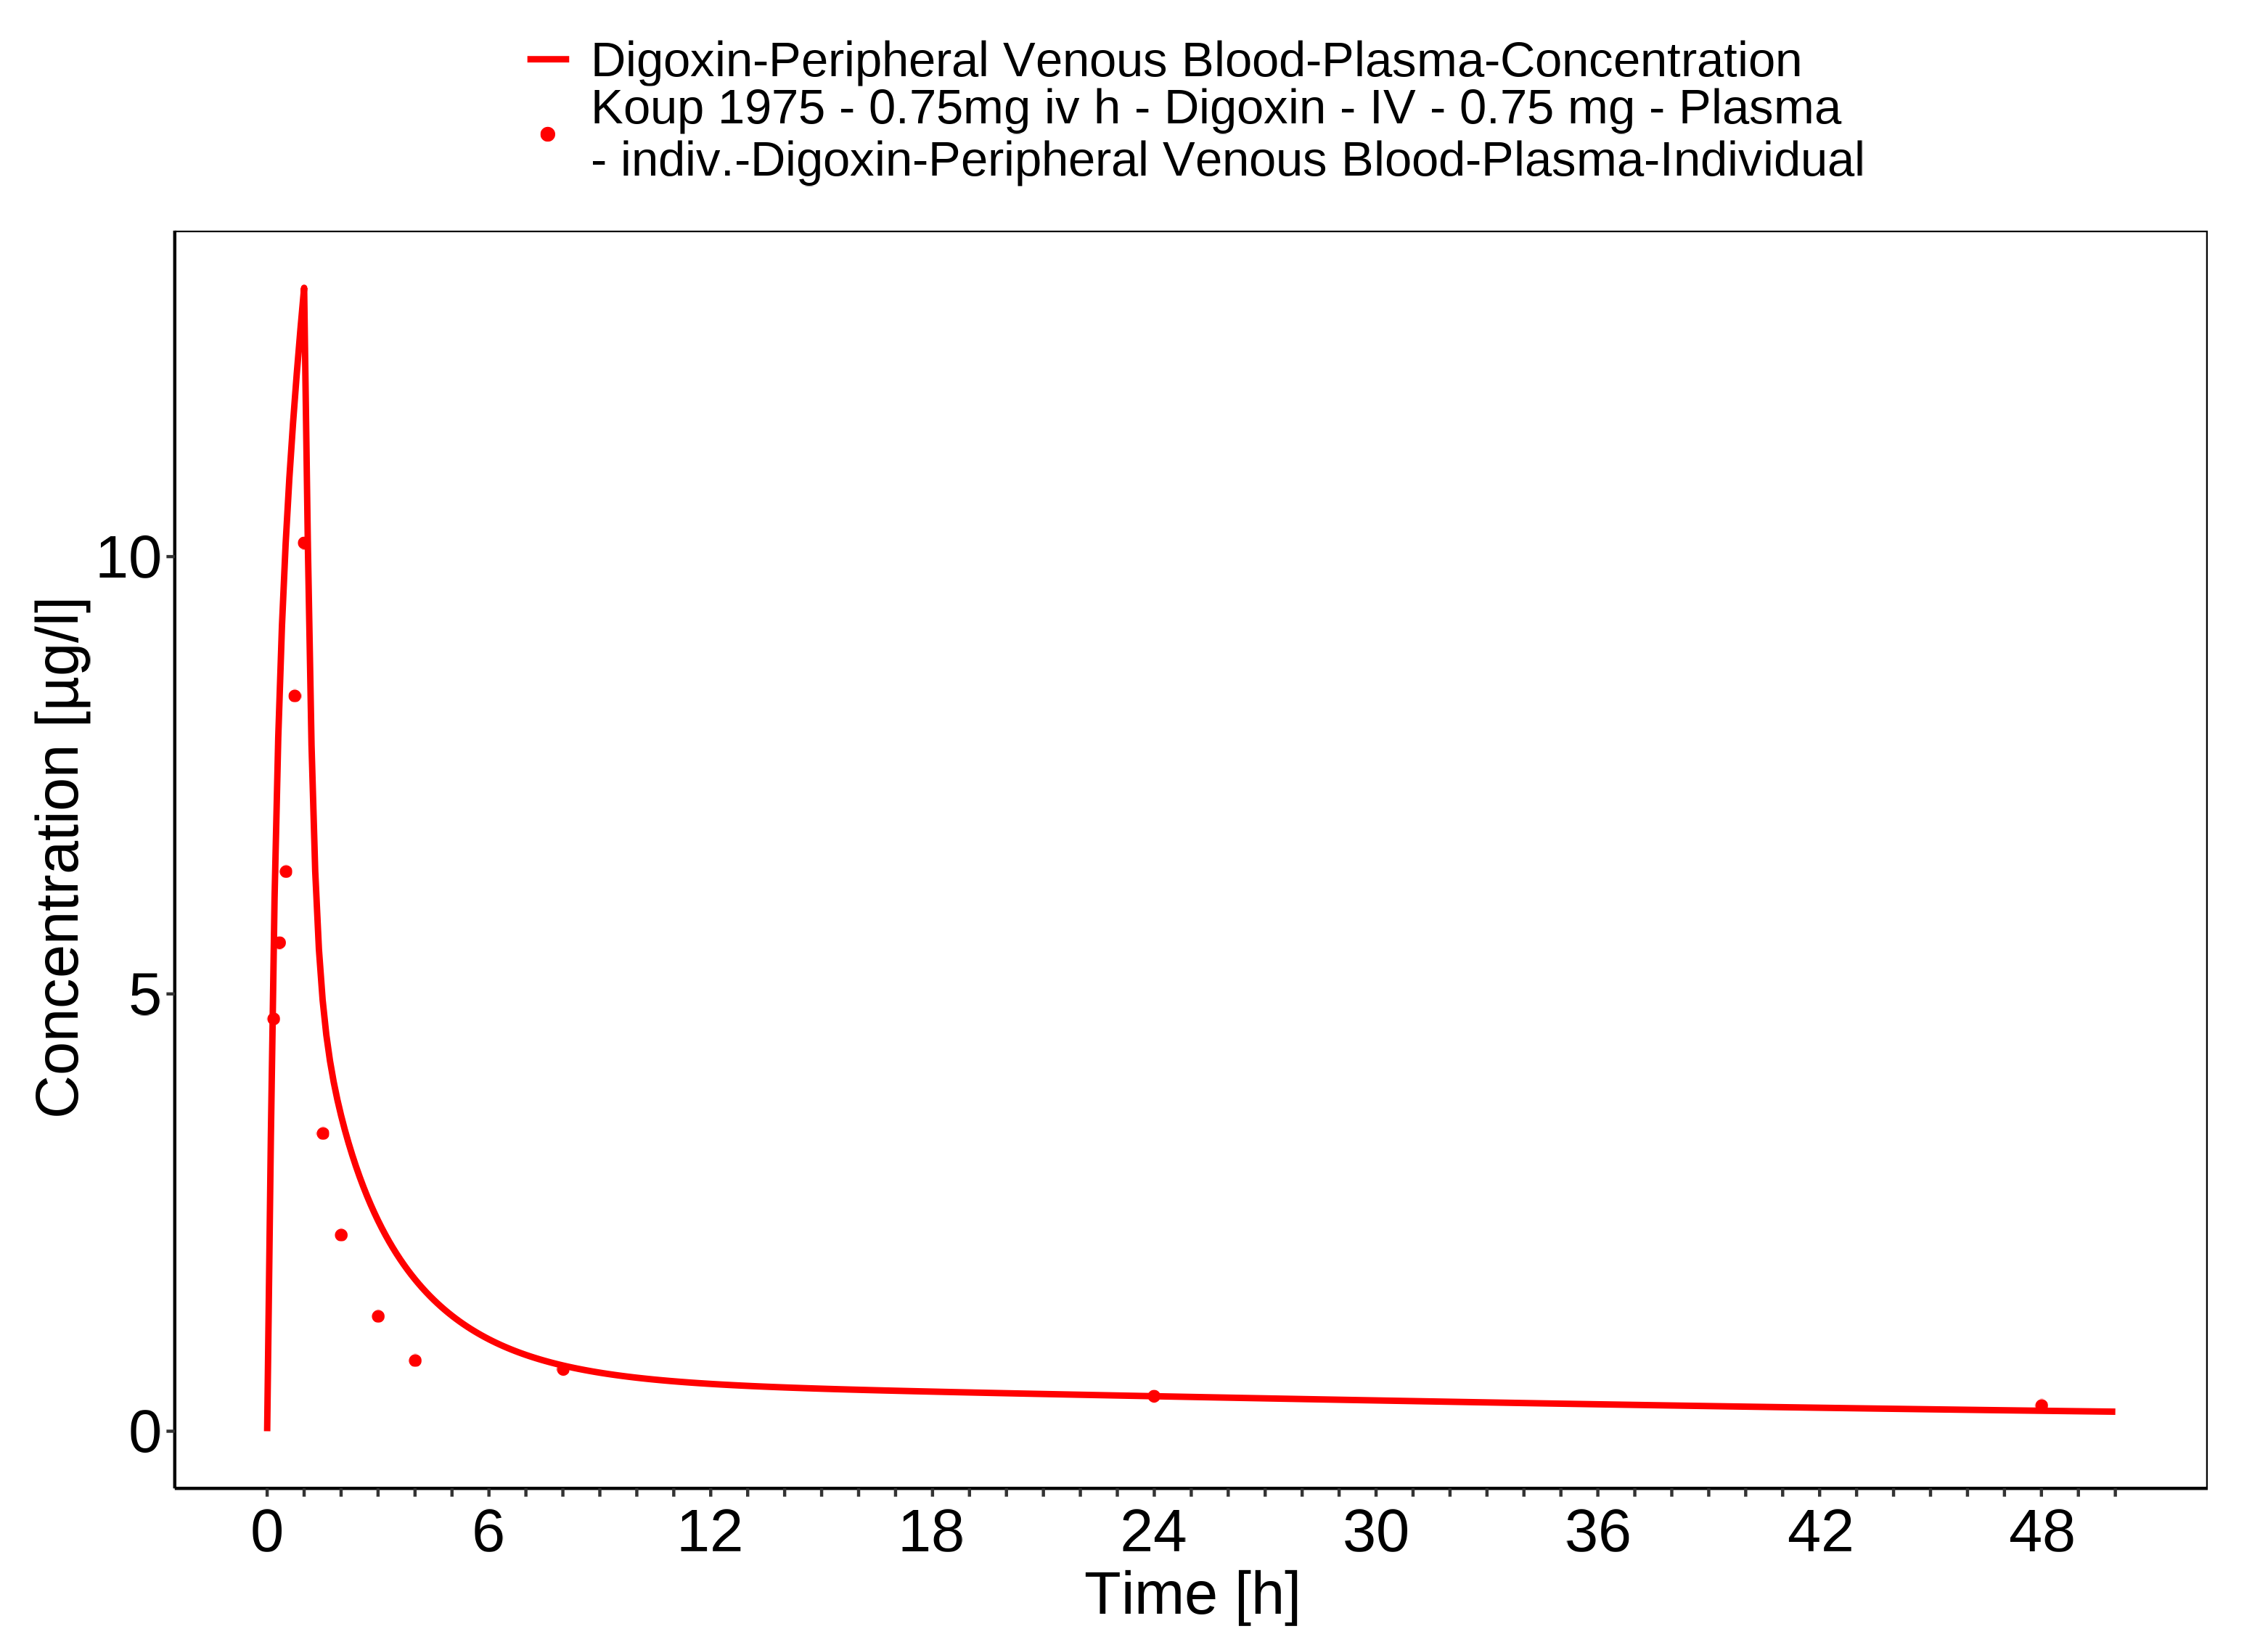 Digoxin-Peripheral Venous Blood-Plasma-Concentration
Koup 1975 - 0.75mg iv h - Digoxin - IV - 0.75 mg - Plasma
- indiv.-Digoxin-Peripheral Venous Blood-Plasma-Individual
10
5
0
Concentration [µg/l]
0 6 12 18 24 30 36 42 48
Time [h]